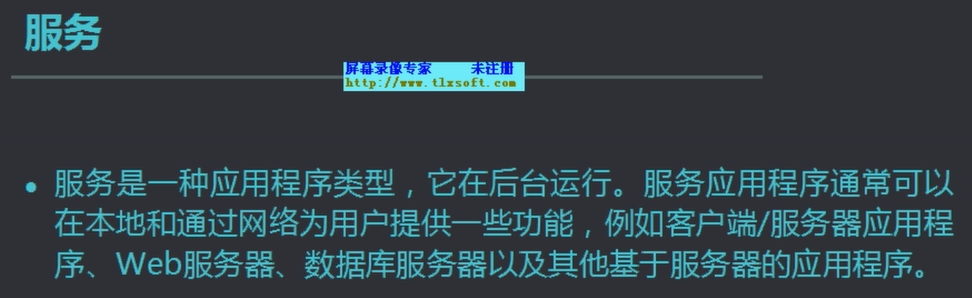 服务
屏幕录像专家 未注册
http://www.tlxsoft.com
• 服务是一种应用程序类型，它在后台运行。服务应用程序通常可以
在本地和通过网络为用户提供一些功能，例如客户端/服务器应用程
序、Web服务器、数据库服务器以及其他基于服务器的应用程序。